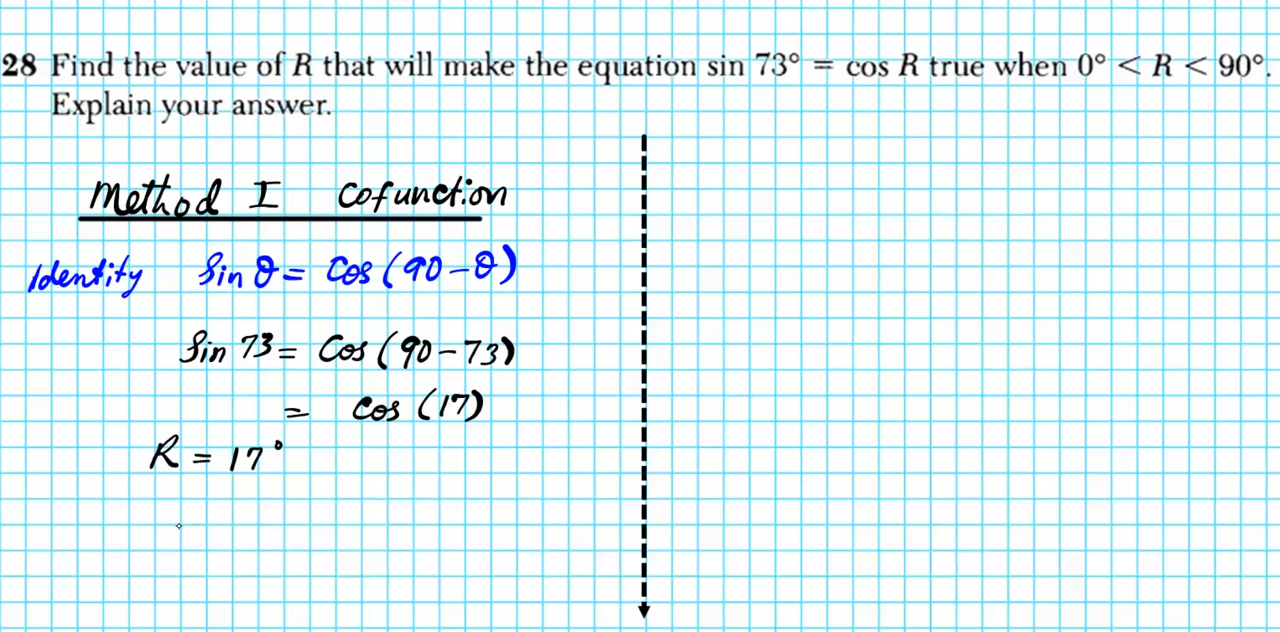 28 Find the value of R that will make the equation sin 73° = cos R true when 0° < R < 90°.
Explain your answer.
Method I Cofunction
Identity Sin θ = Cos (90 - θ)
Sin 73 = Cos (90 - 73)
= Cos (17)
R = 17°